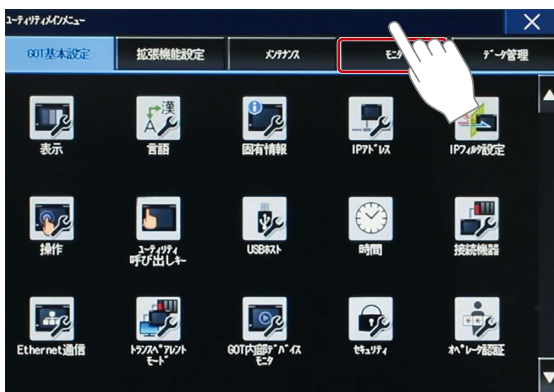 ユーティリティメインメニュー
GOT基本設定
拡張機能設定
メンテナンス
データ管理
表示
言語
固有情報
IPアドレス
IPフィルタ設定
操作
ユーティリティ
呼び出しキー
USBホスト
時間
接続機器
Ethernet通信
トランスペアレント
モード
GOT内部デバイス
モニタ
セキュリティ
オペレータ認証